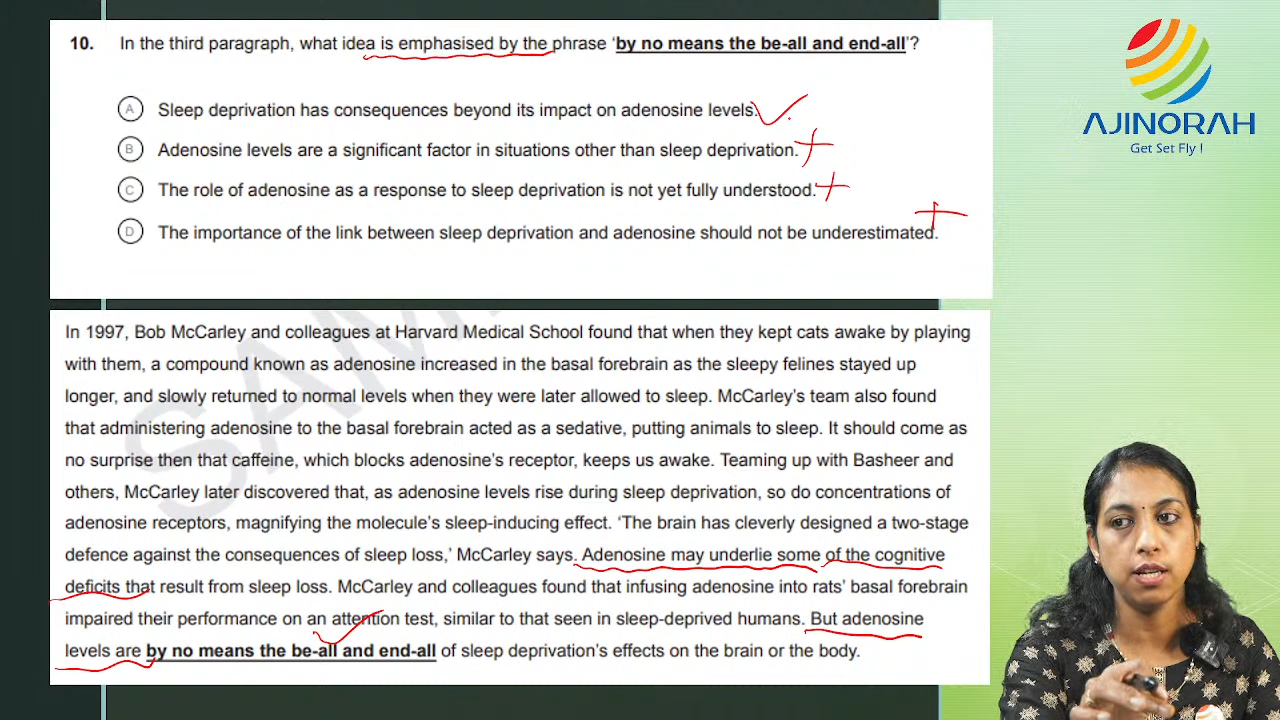 10. In the third paragraph, what idea is emphasised by the phrase ‘by no means the be-all and end-all’?
A Sleep deprivation has consequences beyond its impact on adenosine levels.
B Adenosine levels are a significant factor in situations other than sleep deprivation.
C The role of adenosine as a response to sleep deprivation is not yet fully understood.
D The importance of the link between sleep deprivation and adenosine should not be underestimated.
AJINORAH
Get Set Fly !
In 1997, Bob McCarley and colleagues at Harvard Medical School found that when they kept cats awake by playing
with them, a compound known as adenosine increased in the basal forebrain as the sleepy felines stayed up
longer, and slowly returned to normal levels when they were later allowed to sleep. McCarley’s team also found
that administering adenosine to the basal forebrain acted as a sedative, putting animals to sleep. It should come as
no surprise then that caffeine, which blocks adenosine’s receptor, keeps us awake. Teaming up with Basheer and
others, McCarley later discovered that, as adenosine levels rise during sleep deprivation, so do concentrations of
adenosine receptors, magnifying the molecule’s sleep-inducing effect. ‘The brain has cleverly designed a two-stage
defence against the consequences of sleep loss,’ McCarley says. Adenosine may underlie some of the cognitive
deficits that result from sleep loss. McCarley and colleagues found that infusing adenosine into rats’ basal forebrain
impaired their performance on an attention test, similar to that seen in sleep-deprived humans. But adenosine
levels are by no means the be-all and end-all of sleep deprivation’s effects on the brain or the body.